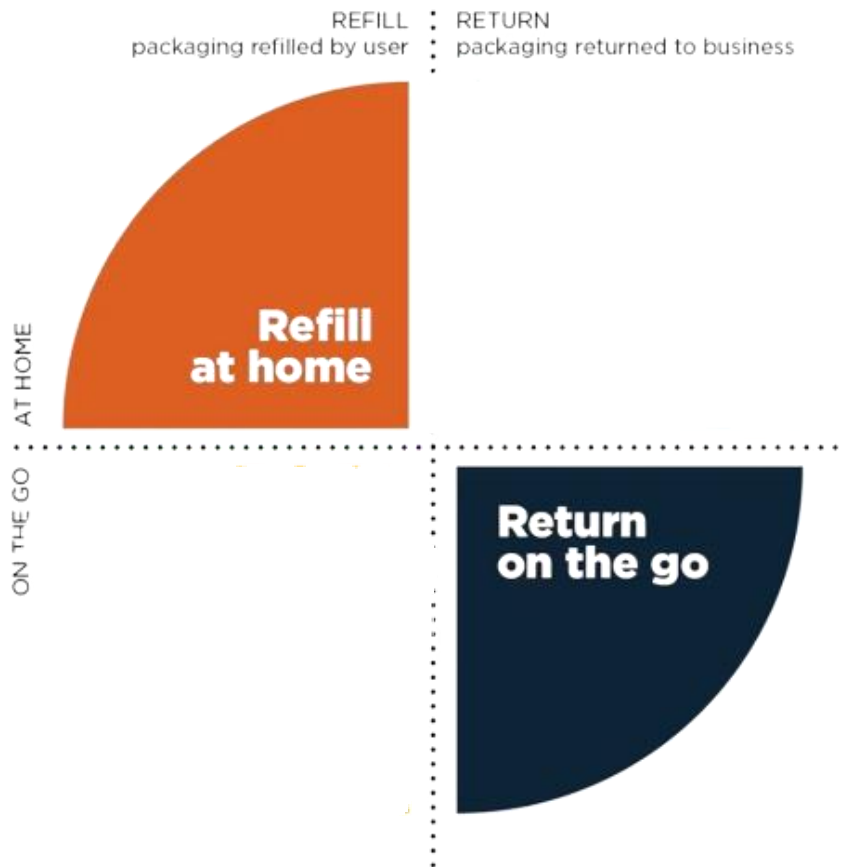 REFILL
packaging refilled by user
RETURN
packaging returned to business
AT HOME
Refill
at home
ON THE GO
Return
on the go